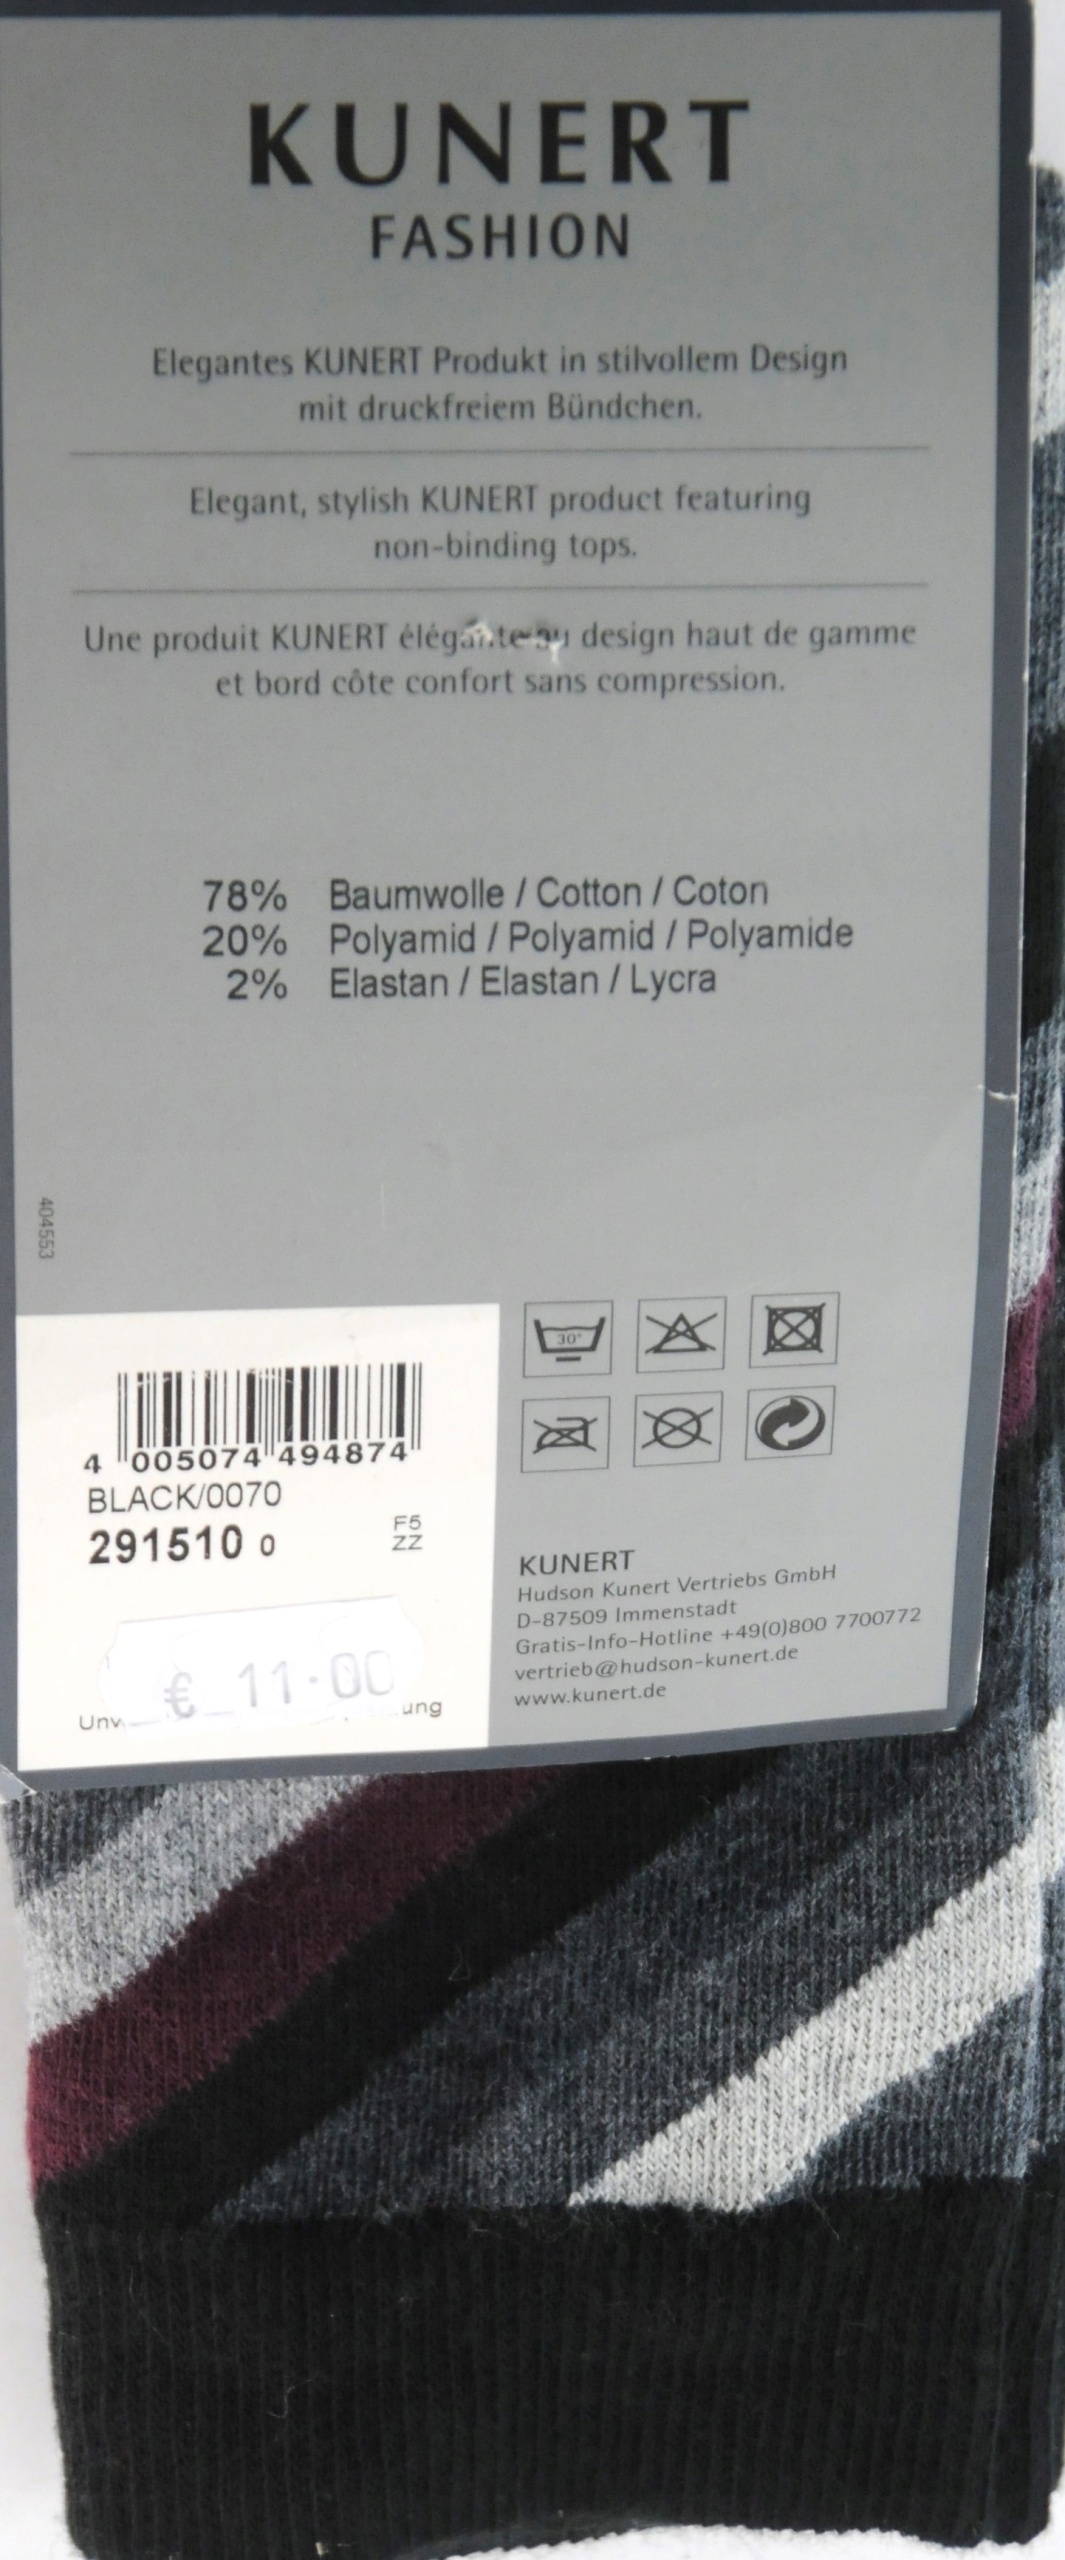 KUNERT
FASHION
Elegantes KUNERT Produkt in stilvollem Design
mit druckfreiem Bündchen.
Elegant, stylish KUNERT product featuring
non-binding tops.
Une produit KUNERT élégante au design haut de gamme
et bord côte confort sans compression.
78% Baumwolle / Cotton / Coton
20% Polyamid / Polyamid / Polyamide
2% Elastan / Elastan / Lycra
404553
30°
4 005074 494874
BLACK/0070
291510 0
F5
ZZ
€ 11.00
KUNERT
Hudson Kunert Vertriebs GmbH
D-87509 Immenstadt
Gratis-Info-Hotline +49(0)800 7700772
vertrieb@hudson-kunert.de
www.kunert.de